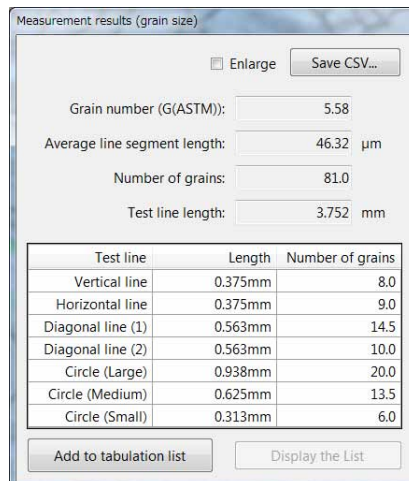 Measurement results (grain size)
Enlarge Save CSV...
Grain number (G(ASTM)): 5.58
Average line segment length: 46.32 μm
Number of grains: 81.0
Test line length: 3.752 mm
Test line Length Number of grains
Vertical line 0.375mm 8.0
Horizontal line 0.375mm 9.0
Diagonal line (1) 0.563mm 14.5
Diagonal line (2) 0.563mm 10.0
Circle (Large) 0.938mm 20.0
Circle (Medium) 0.625mm 13.5
Circle (Small) 0.313mm 6.0
Add to tabulation list Display the List